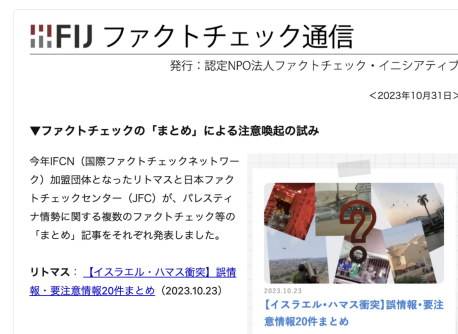 FIJ ファクトチェック通信
発行：認定NPO法人ファクトチェック・イニシアティブ
<2023年10月31日>
▼ファクトチェックの「まとめ」による注意喚起の試み
今年IFCN（国際ファクトチェックネットワー
ク）加盟団体となったリトマスと日本ファク
トチェックセンター（JFC）が、パレスティ
ナ情勢に関する複数のファクトチェック等の
「まとめ」記事をそれぞれ発表しました。
リトマス： 【イスラエル・ハマス衝突】誤情
報・要注意情報20件まとめ（2023.10.23）
?
2023.10.23
【イスラエル・ハマス衝突】誤情報・要注
意情報20件まとめ